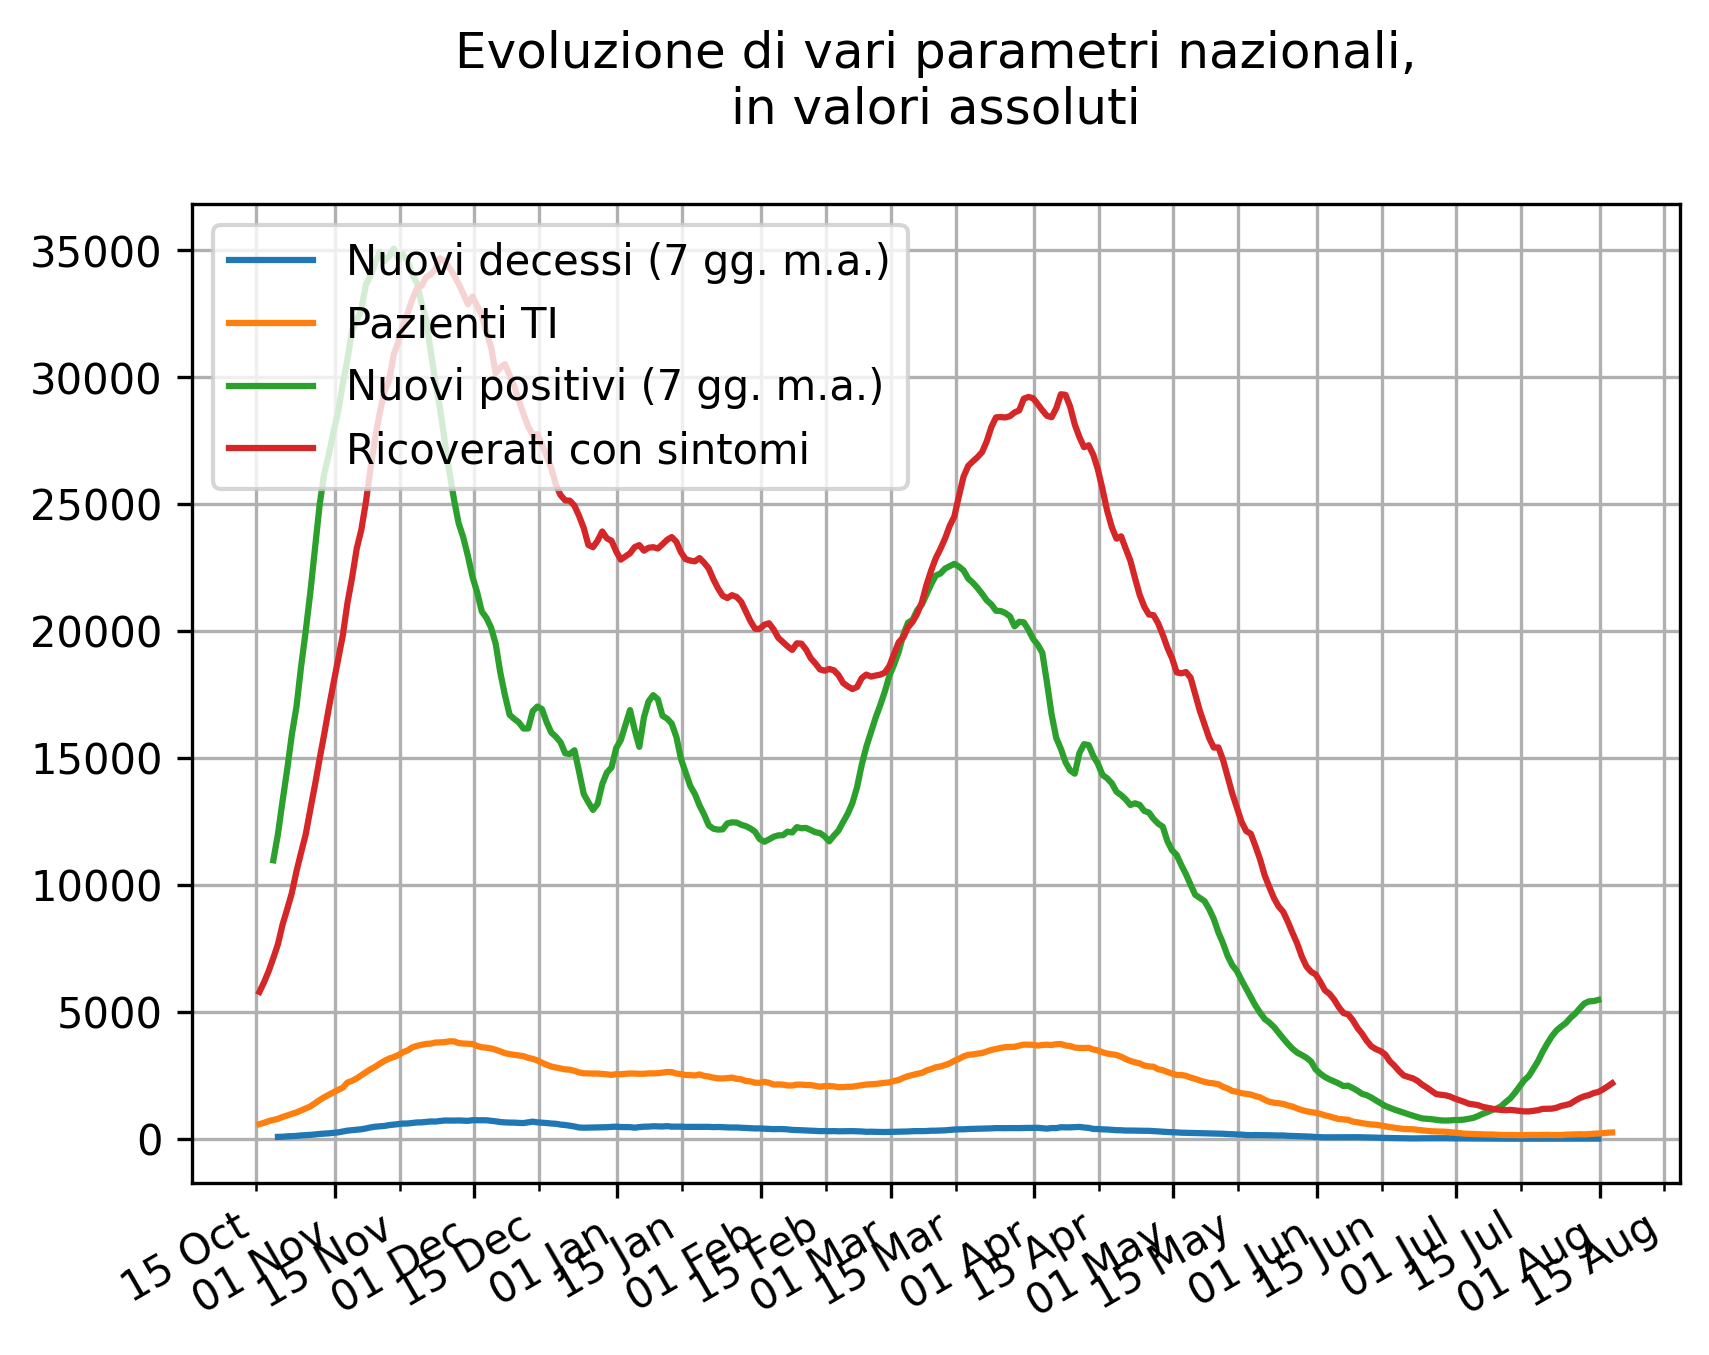 Evoluzione di vari parametri nazionali,
in valori assoluti
35000
30000
25000
20000
15000
10000
5000
0
Nuovi decessi (7 gg. m.a.)
Pazienti TI
Nuovi positivi (7 gg. m.a.)
Ricoverati con sintomi
15 Oct
01 Nov
15 Nov
01 Dec
15 Dec
01 Jan
15 Jan
01 Feb
15 Feb
01 Mar
15 Mar
01 Apr
15 Apr
01 May
15 May
01 Jun
15 Jun
01 Jul
15 Jul
01 Aug
15 Aug